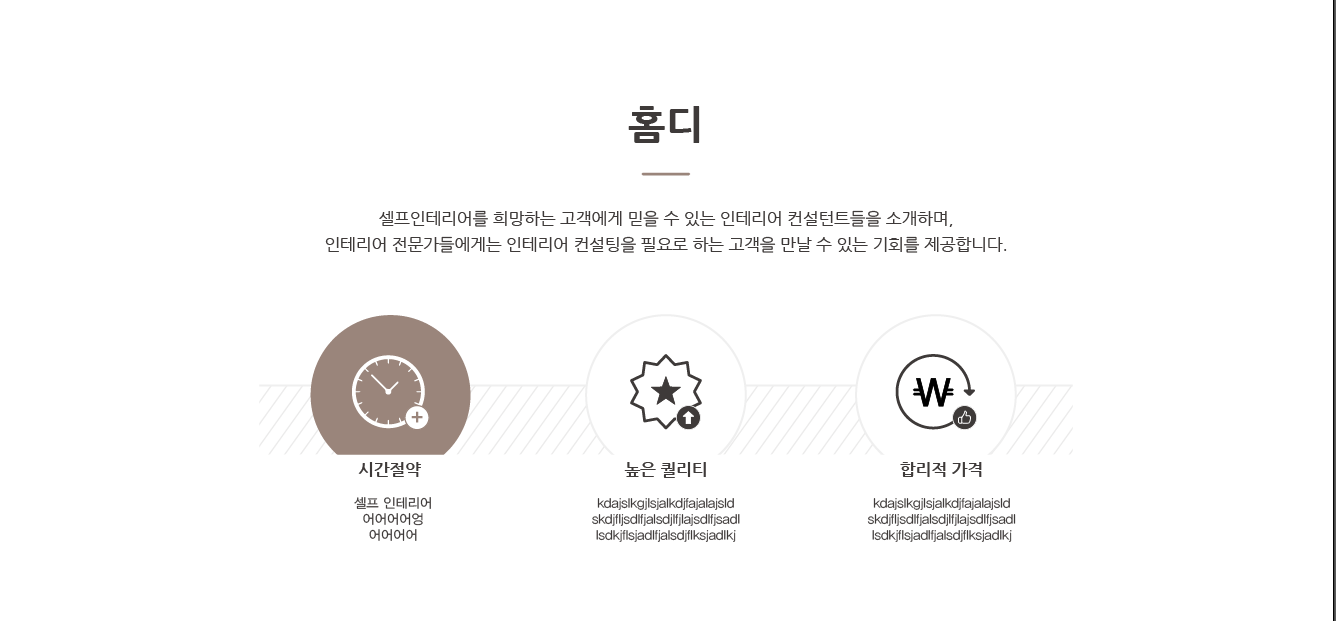 홈디
셀프인테리어를 희망하는 고객에게 믿을 수 있는 인테리어 컨설턴트들을 소개하며,
인테리어 전문가들에게는 인테리어 컨설팅을 필요로 하는 고객을 만날 수 있는 기회를 제공합니다.
₩
시간절약
높은 퀄리티
합리적 가격
셀프 인테리어
어어어어엉
어어어어
kdajslkgjlsjalkdjfajalajsld
skdjfljsdlfjalsdjlfjlajsdlfjsadl
lsdkjflsjadlfjalsdjflksjadlkj
kdajslkgjlsjalkdjfajalajsld
skdjfljsdlfjalsdjlfjlajsdlfjsadl
lsdkjflsjadlfjalsdjflksjadlkj